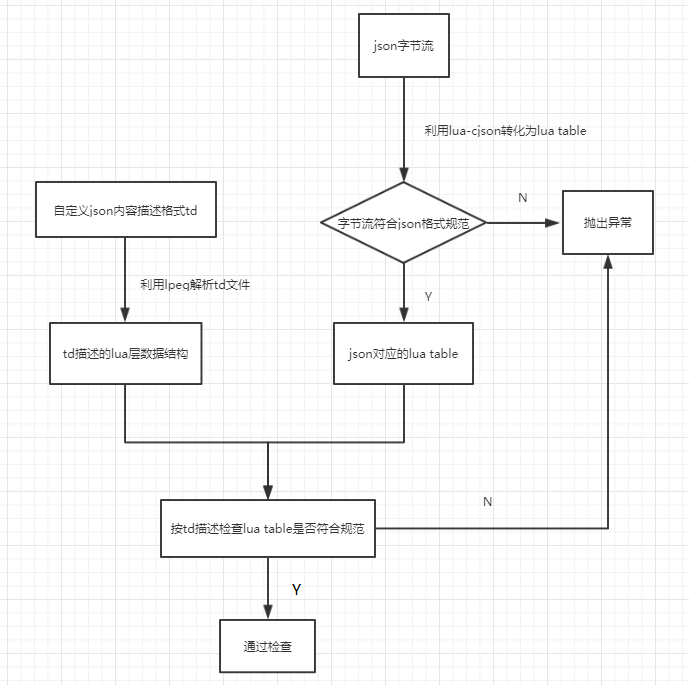 json字节流
利用lua-cjson转化为lua table
自定义json内容描述格式td
字节流符合json格式规范
N
抛出异常
利用lpeg解析td文件
Y
td描述的lua层数据结构
json对应的lua table
按td描述检查lua table是否符合规范
N
Y
通过检查